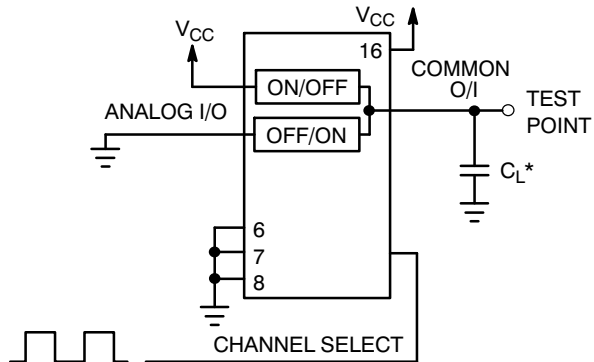 V_CC
V_CC
16
ON/OFF
COMMON
O/I
TEST
POINT
ANALOG I/O
OFF/ON
C_L*
6
7
8
CHANNEL SELECT